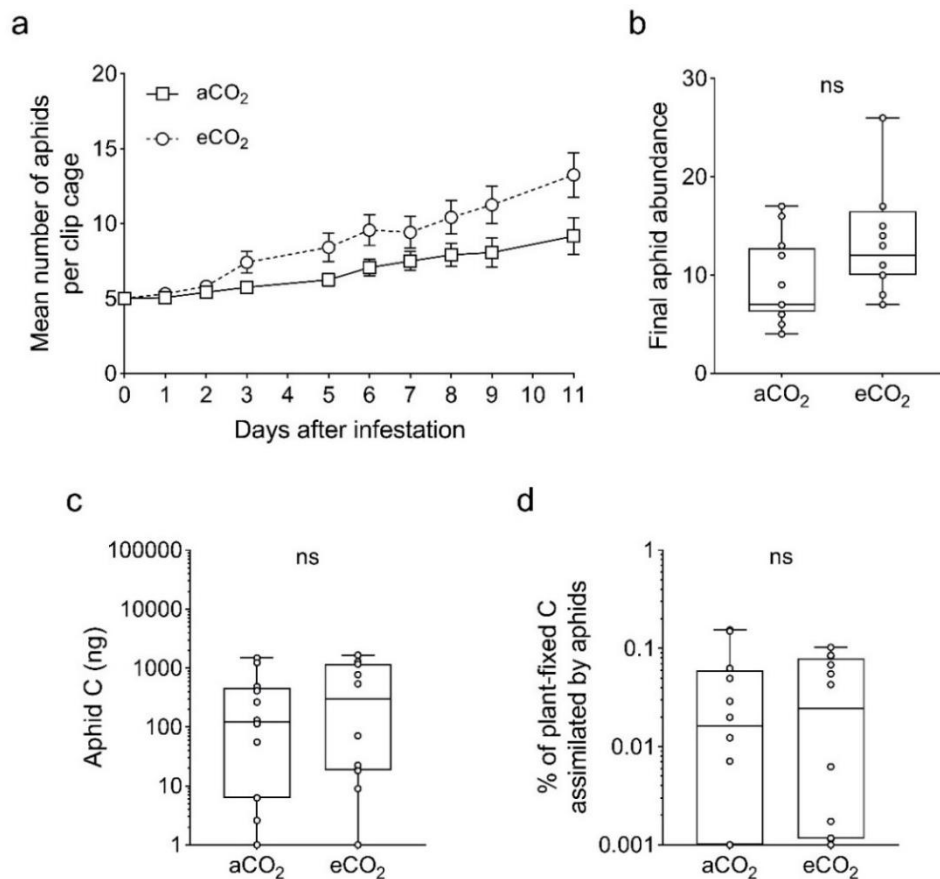 a
20
15
10
5
0
aCO₂
eCO₂
Mean number of aphids
per clip cage
0 1 2 3 4 5 6 7 8 9 10 11
Days after infestation
b
ns
30
20
10
0
Final aphid abundance
aCO₂ eCO₂
c
ns
100000
10000
1000
100
10
1
Aphid C (ng)
aCO₂ eCO₂
d
ns
1
0.1
0.01
0.001
% of plant-fixed C
assimilated by aphids
aCO₂ eCO₂